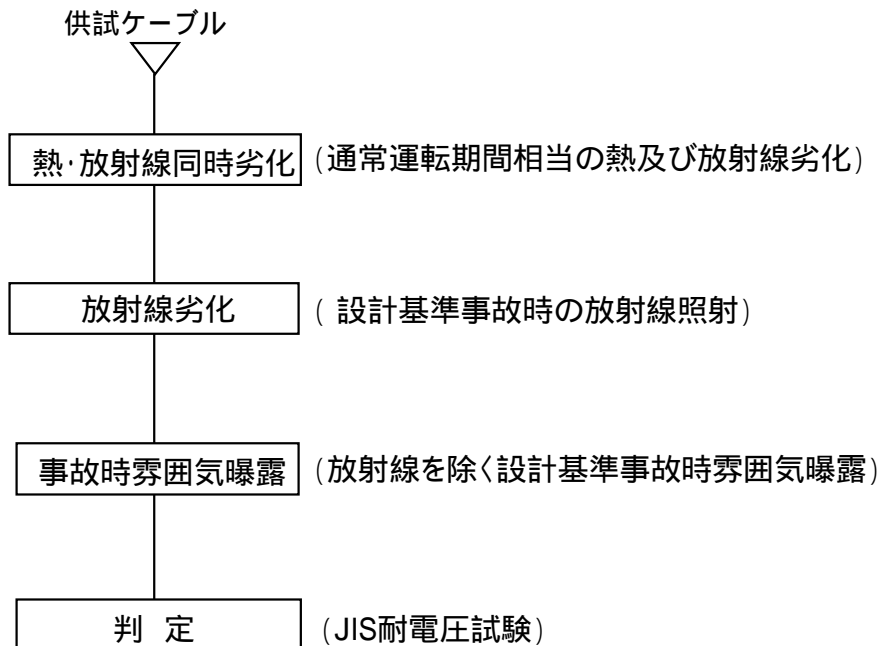 供試ケーブル
熱・放射線同時劣化 (通常運転期間相当の熱及び放射線劣化)
放射線劣化 ( 設計基準事故時の放射線照射)
事故時雰囲気曝露 (放射線を除く設計基準事故時雰囲気曝露)
判 定 (JIS耐電圧試験)